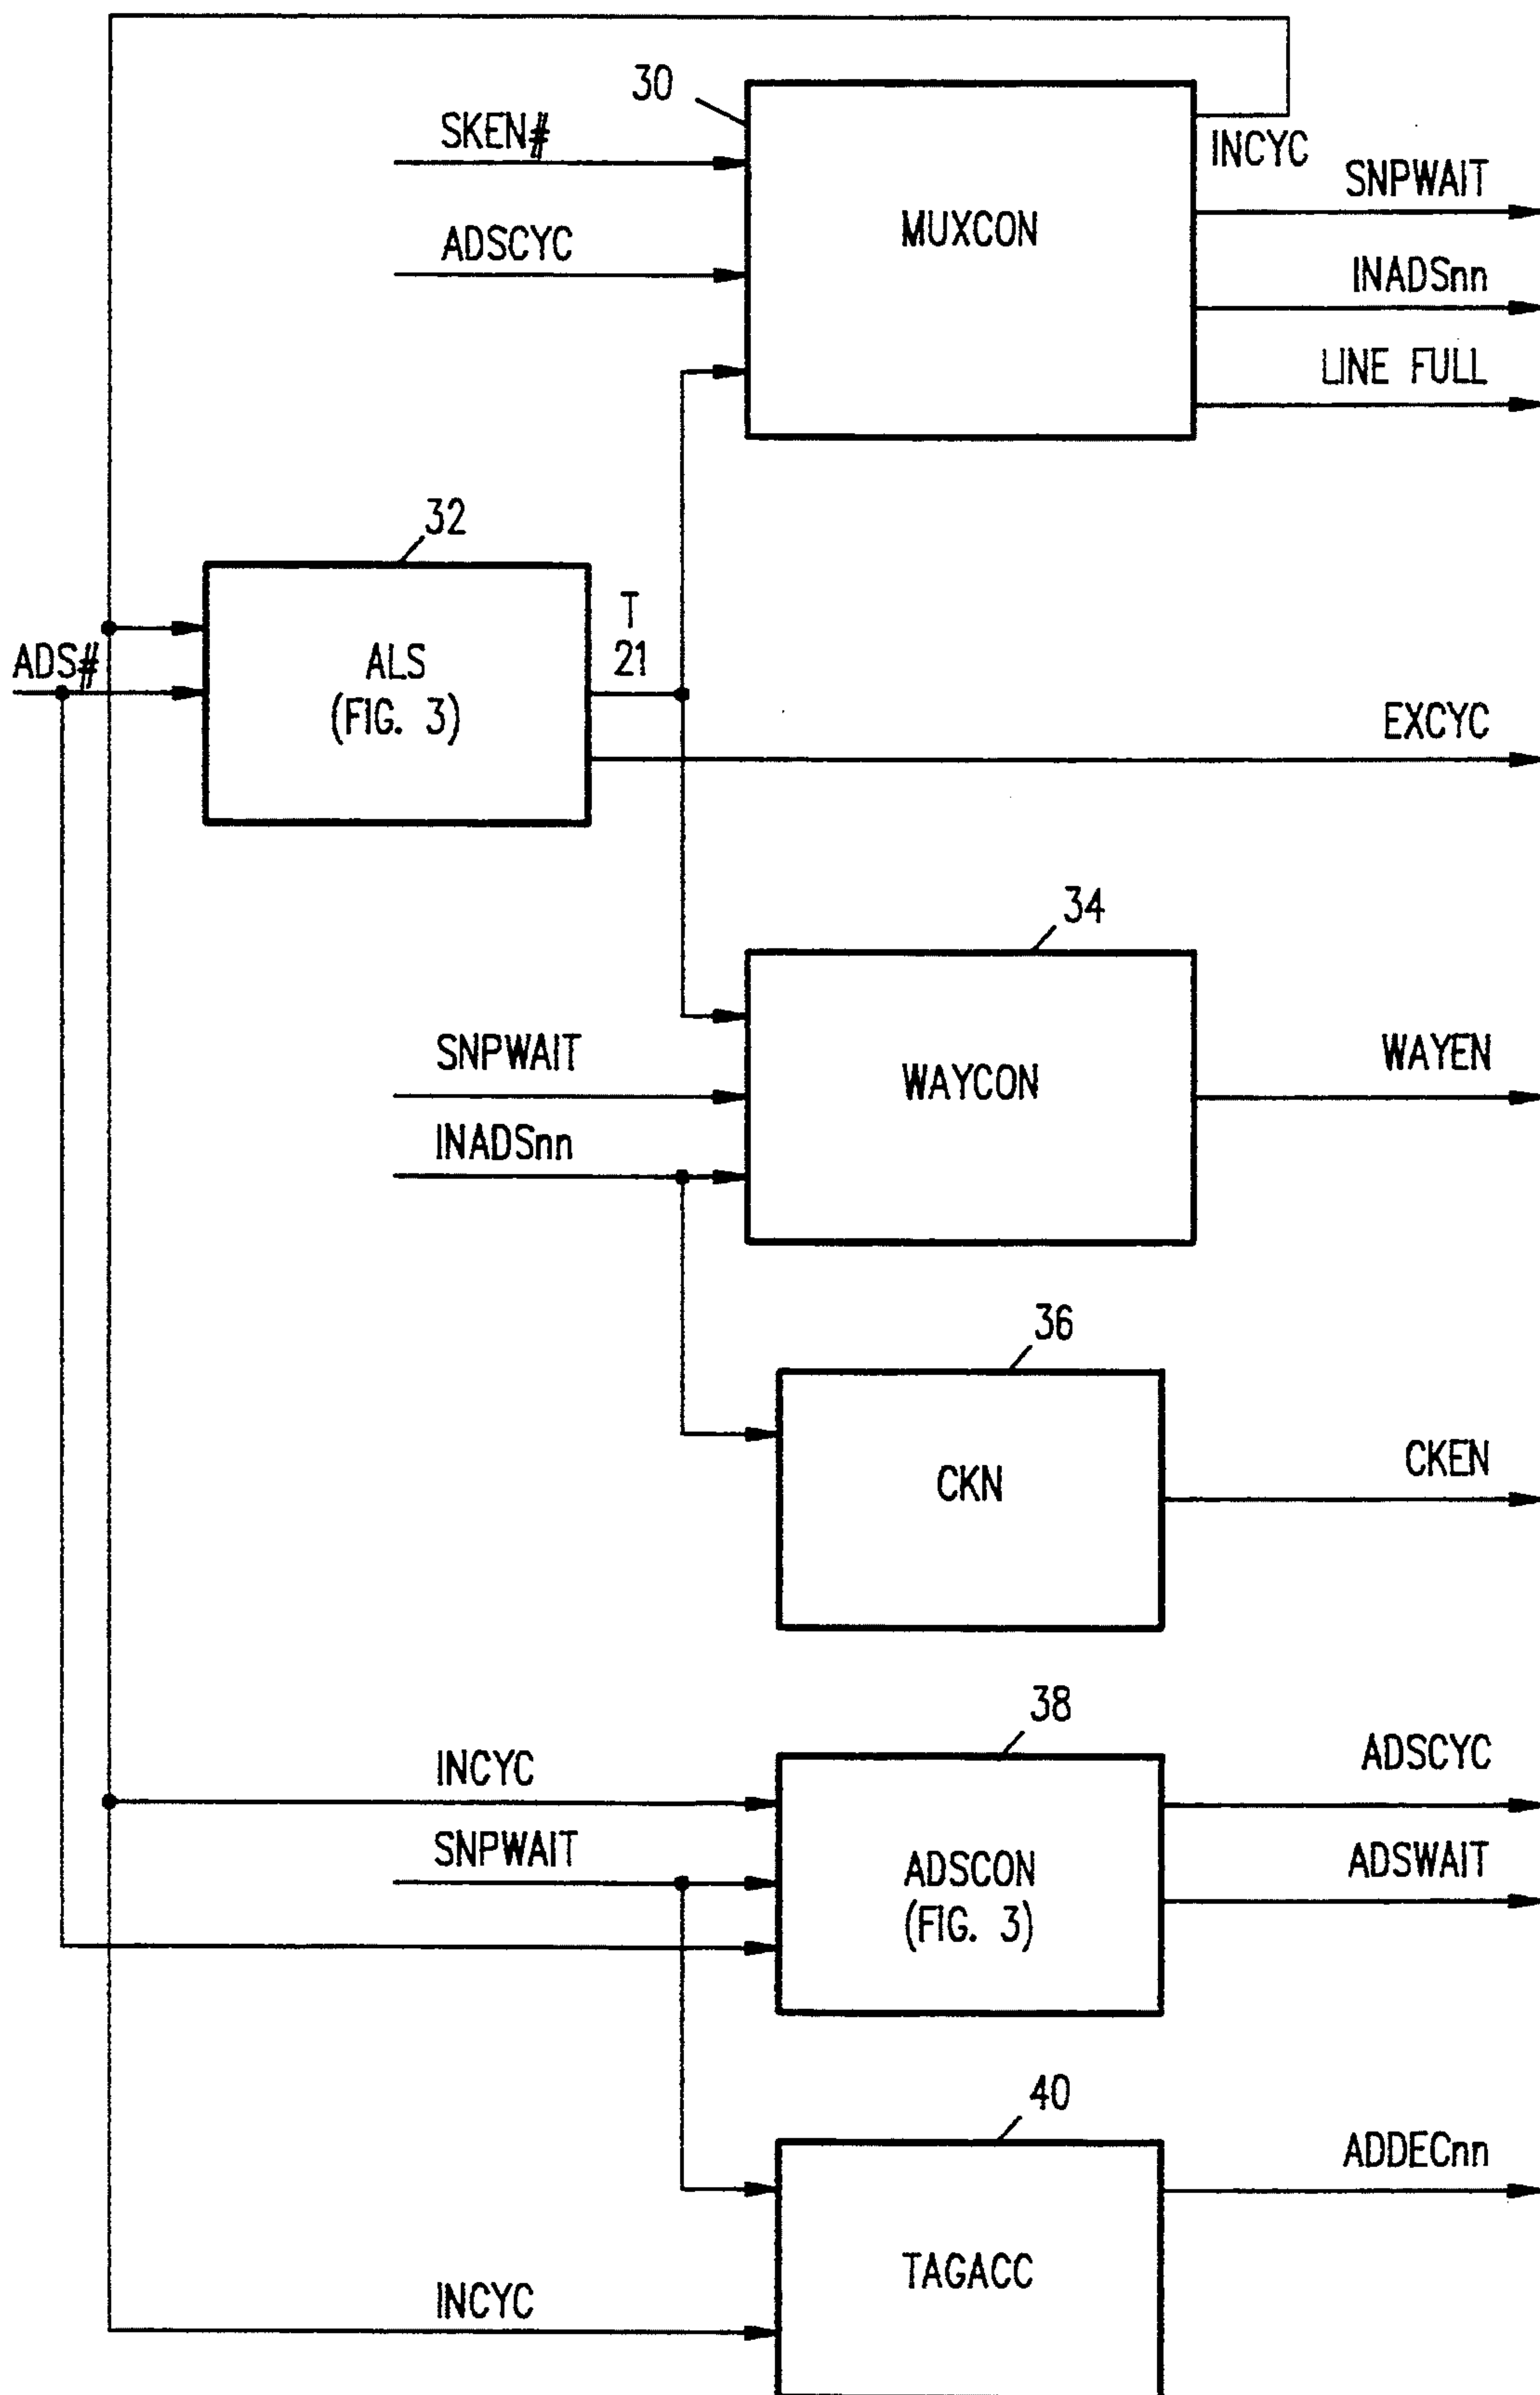 30
SKEN#
INCYC
SNPWAIT
MUXCON
ADSCYC
INADSnn
LINE FULL
32
T
21
ADS#
ALS
(FIG. 3)
EXCYC
34
SNPWAIT
WAYCON
WAYEN
INADSnn
36
CKN
CKEN
38
INCYC
ADSCYC
SNPWAIT
ADSCON
(FIG. 3)
ADSWAIT
40
ADDECnn
TAGACC
INCYC